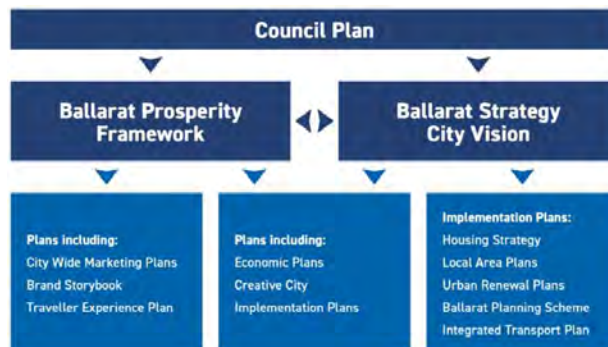 Council Plan
Ballarat Prosperity
Framework
Ballarat Strategy
City Vision
Plans including:
City Wide Marketing Plans
Brand Storybook
Traveller Experience Plan
Plans including:
Economic Plans
Creative City
Implementation Plans
Implementation Plans:
Housing Strategy
Local Area Plans
Urban Renewal Plans
Ballarat Planning Scheme
Integrated Transport Plan